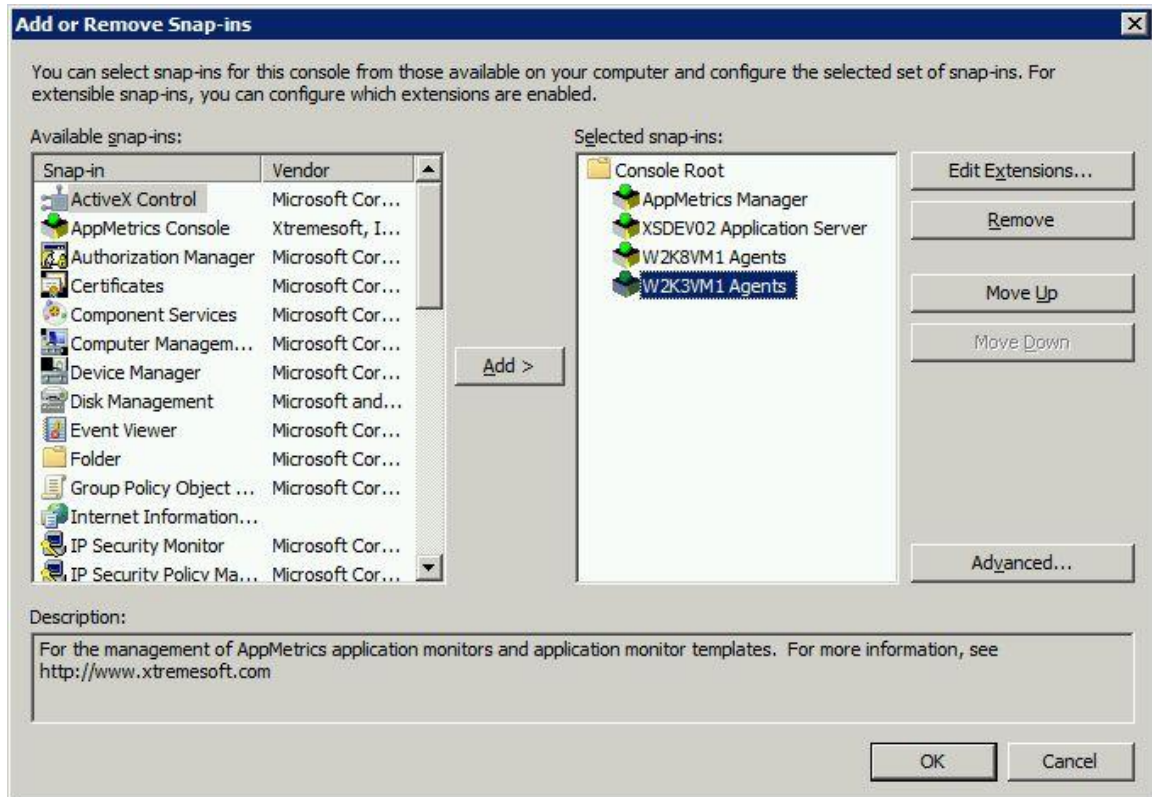 Add or Remove Snap-ins
You can select snap-ins for this console from those available on your computer and configure the selected set of snap-ins. For
extensible snap-ins, you can configure which extensions are enabled.
Available snap-ins:
Snap-in Vendor
ActiveX Control Microsoft Cor...
AppMetrics Console Xtremesoft, I...
Authorization Manager Microsoft Cor...
Certificates Microsoft Cor...
Component Services Microsoft Cor...
Computer Managem... Microsoft Cor...
Device Manager Microsoft Cor...
Disk Management Microsoft and...
Event Viewer Microsoft Cor...
Folder Microsoft Cor...
Group Policy Object ... Microsoft Cor...
Internet Information...
IP Security Monitor Microsoft Cor...
IP Security Policy Ma... Microsoft Cor...
Add >
Selected snap-ins:
Console Root
AppMetrics Manager
XSDEV02 Application Server
W2K8VM1 Agents
W2K3VM1 Agents
Edit Extensions...
Remove
Move Up
Move Down
Advanced...
Description:
For the management of AppMetrics application monitors and application monitor templates. For more information, see
http://www.xtremesoft.com
OK
Cancel